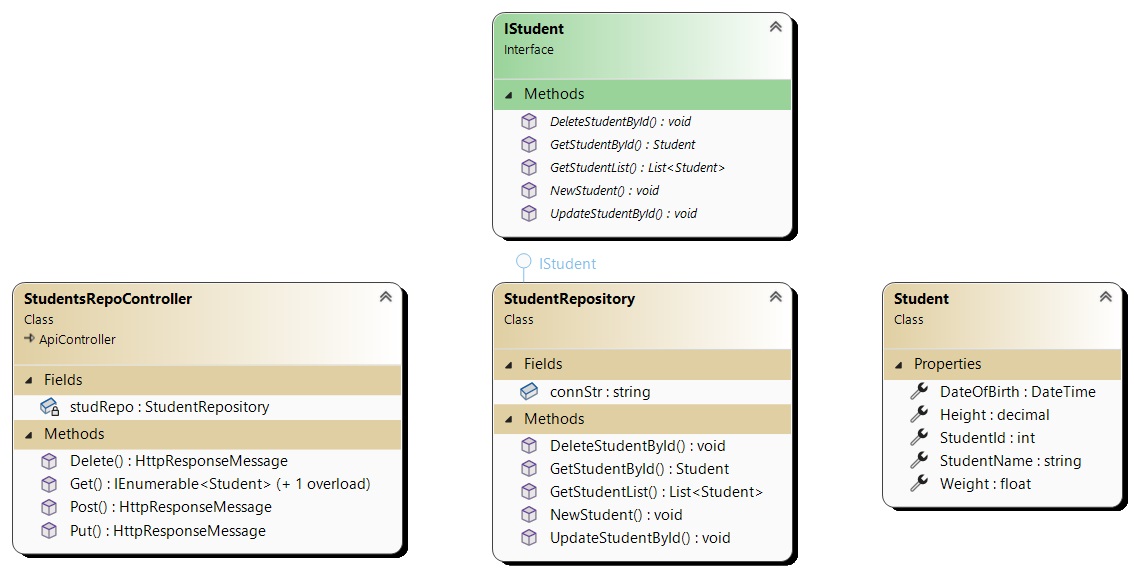 IStudent
Interface
Methods
DeleteStudentById() : void
GetStudentById() : Student
GetStudentList() : List<Student>
NewStudent() : void
UpdateStudentById() : void
IStudent
StudentsRepoController
Class
ApiController
Fields
studRepo : StudentRepository
Methods
Delete() : HttpResponseMessage
Get() : IEnumerable<Student> (+ 1 overload)
Post() : HttpResponseMessage
Put() : HttpResponseMessage
StudentRepository
Class
Fields
connStr : string
Methods
DeleteStudentById() : void
GetStudentById() : Student
GetStudentList() : List<Student>
NewStudent() : void
UpdateStudentById() : void
Student
Class
Properties
DateOfBirth : DateTime
Height : decimal
StudentId : int
StudentName : string
Weight : float